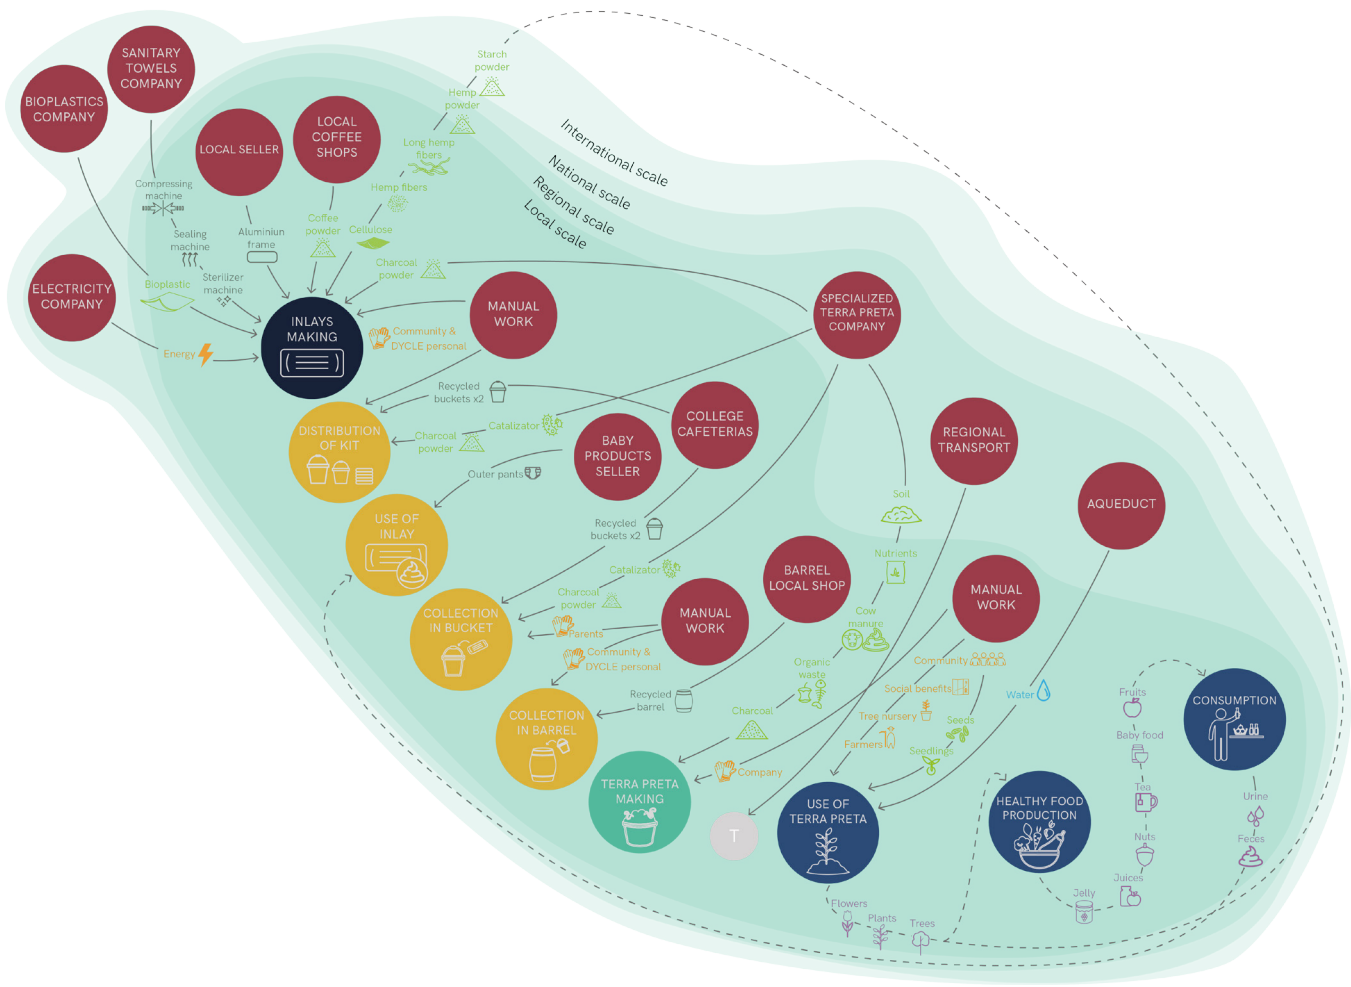 SANITARY
TOWELS
COMPANY
BIOPLASTICS
COMPANY
LOCAL SELLER
LOCAL
COFFEE
SHOPS
Starch
powder
Hemp
powder
Long hemp
fibers
Hemp fibers
Cellulose
International scale
National scale
Regional scale
Local scale
Compressing
machine
Sealing
machine
Sterilizer
machine
Aluminiun
frame
Coffee
powder
Charcoal
powder
Bioplastic
ELECTRICITY
COMPANY
Energy
INLAYS
MAKING
MANUAL
WORK
Community &
DYCLE personal
SPECIALIZED
TERRA PRETA
COMPANY
Recycled
buckets x2
DISTRIBUTION
OF KIT
Charcoal
powder
Catalizator
COLLEGE
CAFETERIAS
BABY
PRODUCTS
SELLER
Outer pants
REGIONAL
TRANSPORT
AQUEDUCT
USE OF
INLAY
Recycled
buckets x2
Soil
Nutrients
Catalizator
Charcoal
powder
BARREL
LOCAL SHOP
MANUAL
WORK
COLLECTION
IN BUCKET
Parents
MANUAL
WORK
Community &
DYCLE personal
Cow
manure
Organic
waste
Community
Social benefits
Tree nursery
Farmers
Water
Recycled
barrel
Charcoal
Seeds
Seedlings
COLLECTION
IN BARREL
Company
TERRA PRETA
MAKING
T
USE OF
TERRA PRETA
HEALTHY FOOD
PRODUCTION
CONSUMPTION
Fruits
Baby food
Tea
Nuts
Juices
Jelly
Urine
Feces
Flowers
Plants
Trees